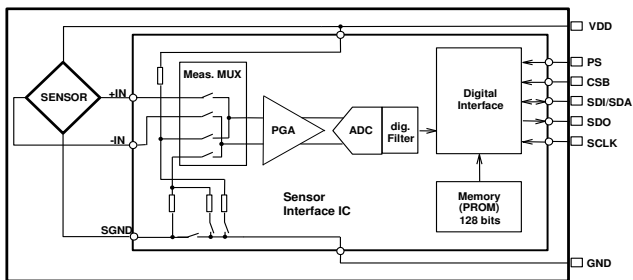 VDD
PS
CSB
SDI/SDA
SDO
SCLK
GND
SENSOR
+IN
-IN
SGND
Meas. MUX
PGA
ADC
dig.
Filter
Digital
Interface
Memory
(PROM)
128 bits
Sensor
Interface IC